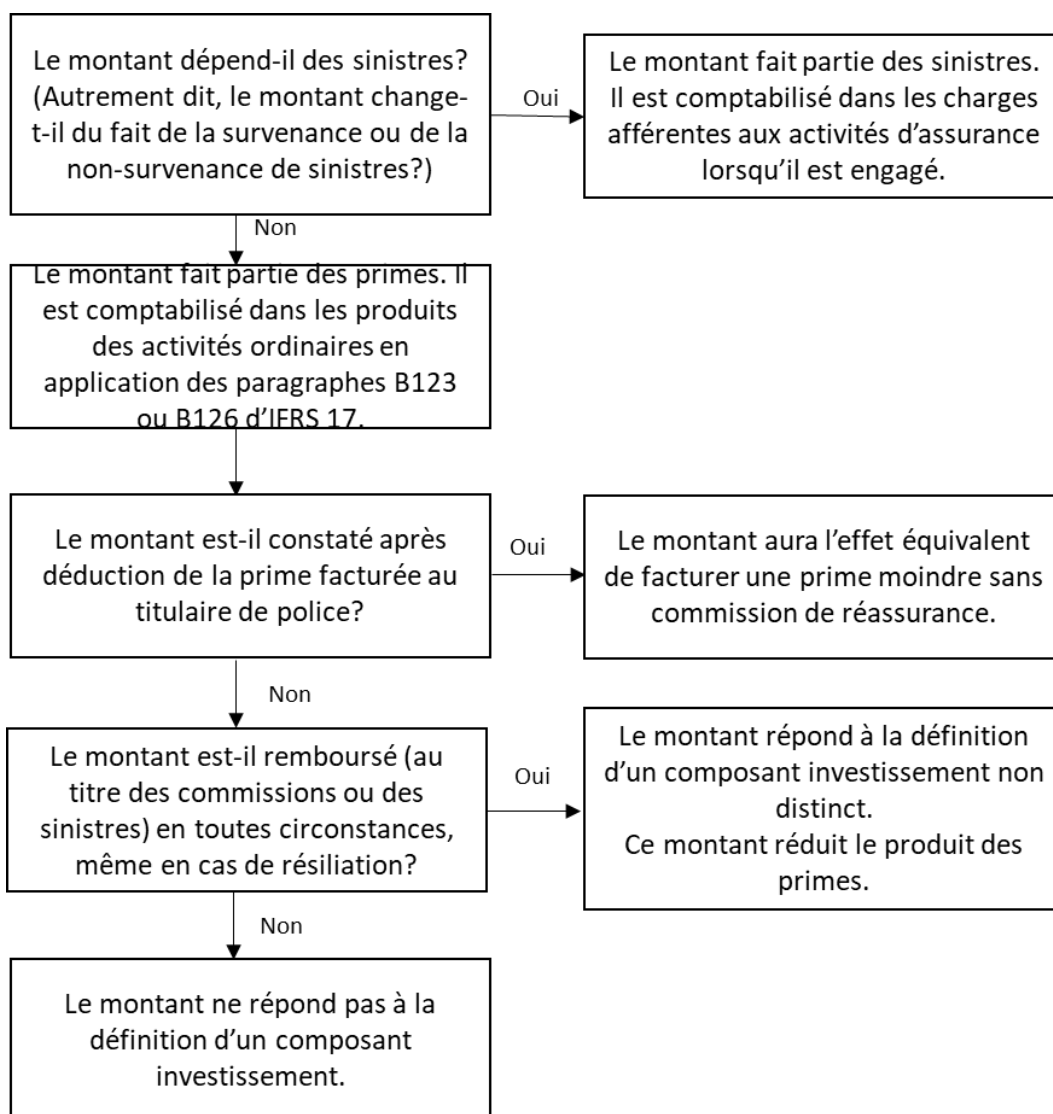 Le montant dépend-il des sinistres?
(Autrement dit, le montant change-
t-il du fait de la survenance ou de la
non-survenance de sinistres?)
Oui
Le montant fait partie des sinistres.
Il est comptabilisé dans les charges
afférentes aux activités d’assurance
lorsqu’il est engagé.
Non
Le montant fait partie des primes. Il
est comptabilisé dans les produits
des activités ordinaires en
application des paragraphes B123
ou B126 d’IFRS 17.
Le montant est-il constaté après
déduction de la prime facturée au
titulaire de police?
Oui
Le montant aura l’effet équivalent
de facturer une prime moindre sans
commission de réassurance.
Non
Le montant est-il remboursé (au
titre des commissions ou des
sinistres) en toutes circonstances,
même en cas de résiliation?
Oui
Le montant répond à la définition
d’un composant investissement non
distinct.
Ce montant réduit le produit des
primes.
Non
Le montant ne répond pas à la
définition d’un composant
investissement.